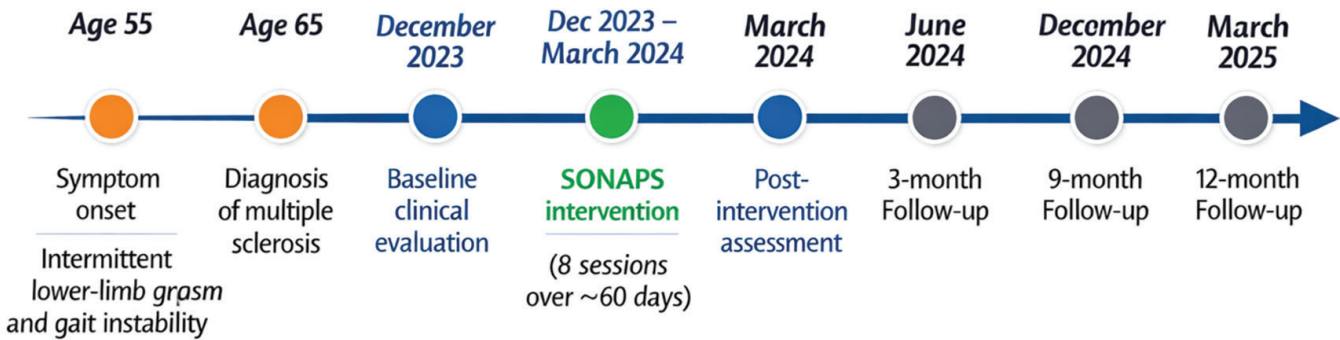 Age 55
Symptom
onset
Intermittent
lower-limb grasm
and gait instability
Age 65
Diagnosis
of multiple
sclerosis
December
2023
Baseline
clinical
evaluation
Dec 2023 –
March 2024
SONAPS
intervention
(8 sessions
over ~60 days)
March
2024
Post-
intervention
assessment
June
2024
3-month
Follow-up
December
2024
9-month
Follow-up
March
2025
12-month
Follow-up